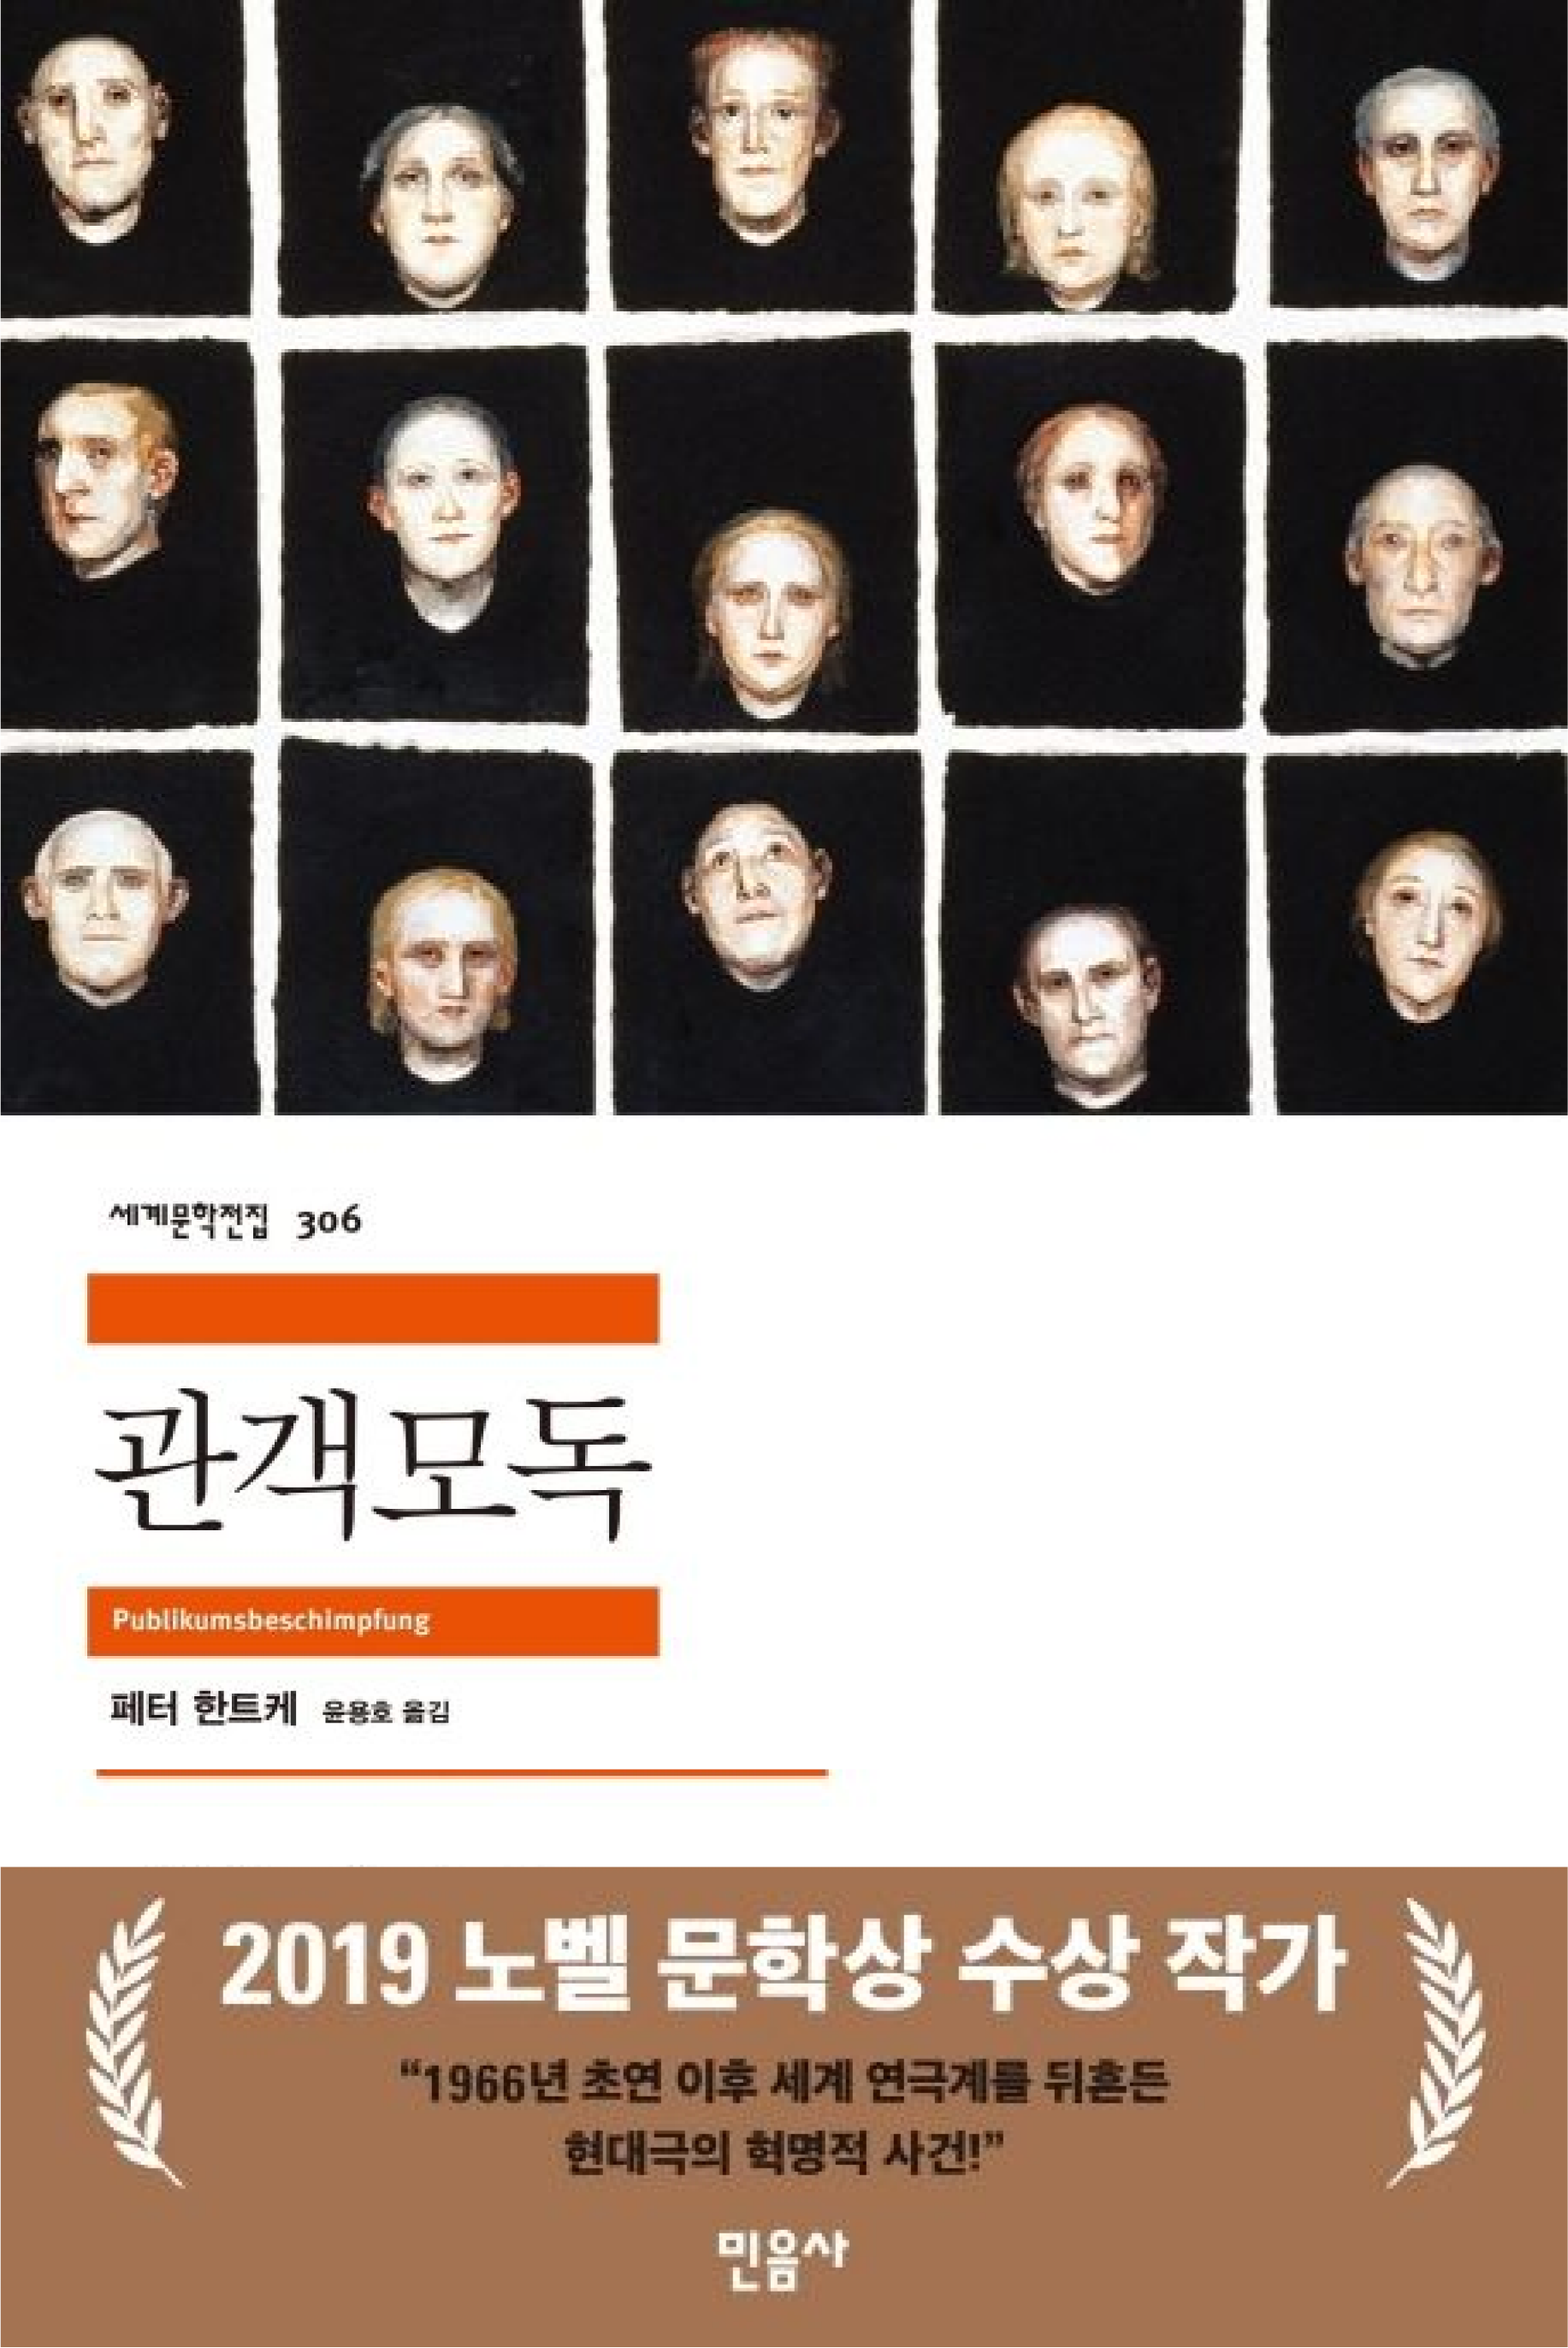 세계문학전집 306
관객모독
Publikumsbeschimpfung
페터 한트케 윤용호 옮김
2019 노벨 문학상 수상 작가
“1966년 초연 이후 세계 연극계를 뒤흔든
현대극의 혁명적 사건!”
민음사